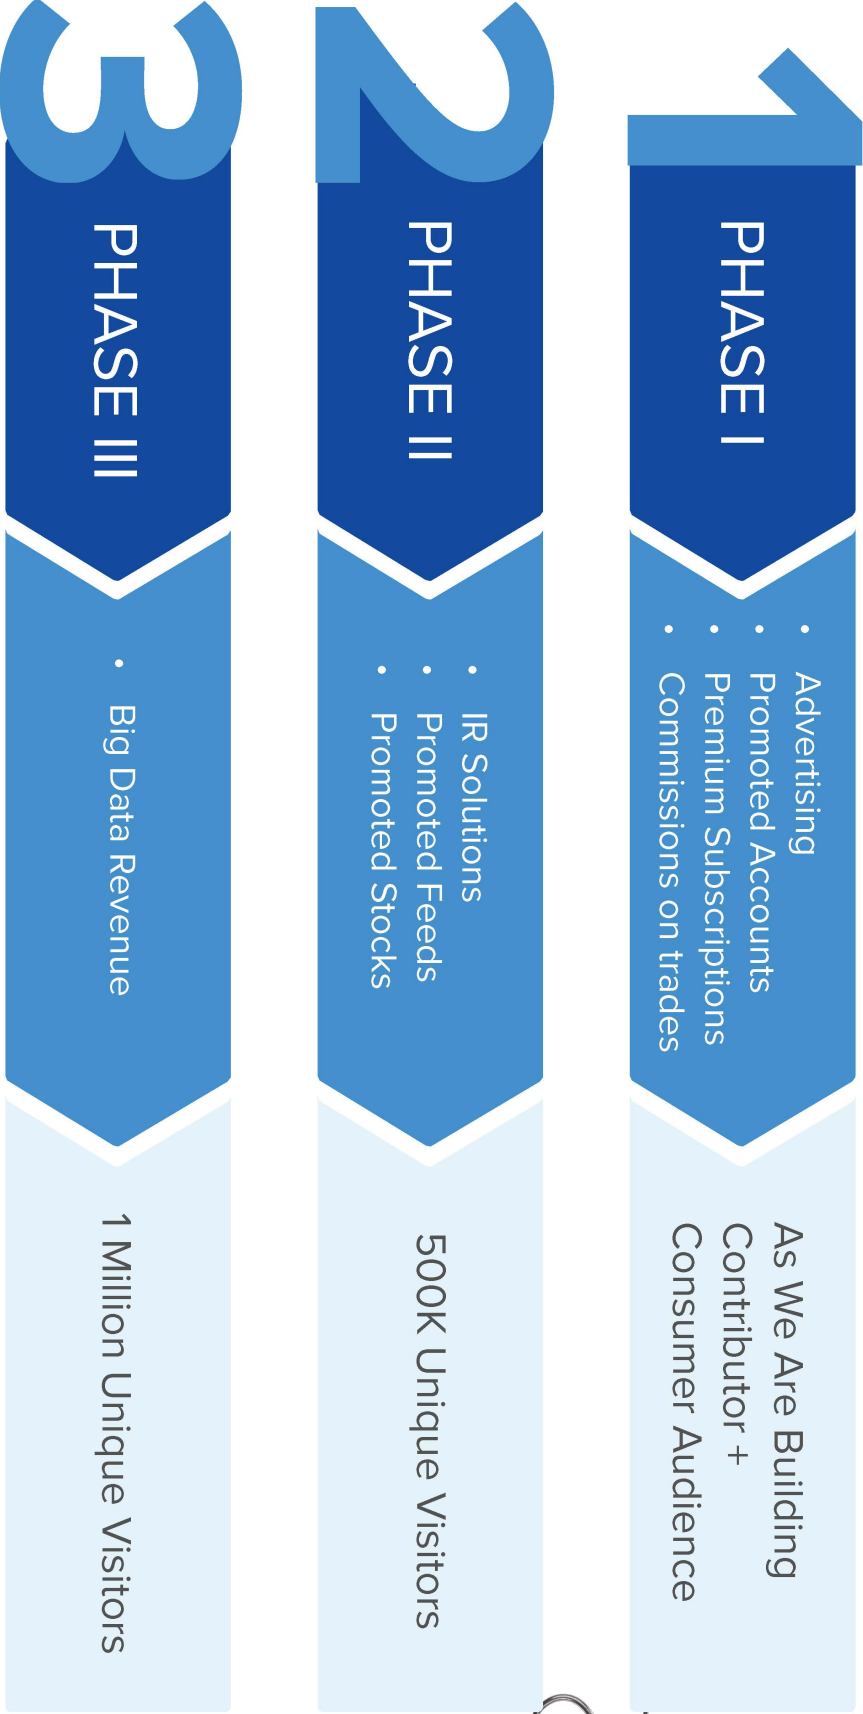 1
PHASE I
• Advertising
• Promoted Accounts
• Premium Subscriptions
• Commissions on trades
As We Are Building
Contributor +
Consumer Audience
2
PHASE II
• IR Solutions
• Promoted Feeds
• Promoted Stocks
500K Unique Visitors
3
PHASE III
• Big Data Revenue
1 Million Unique Visitors